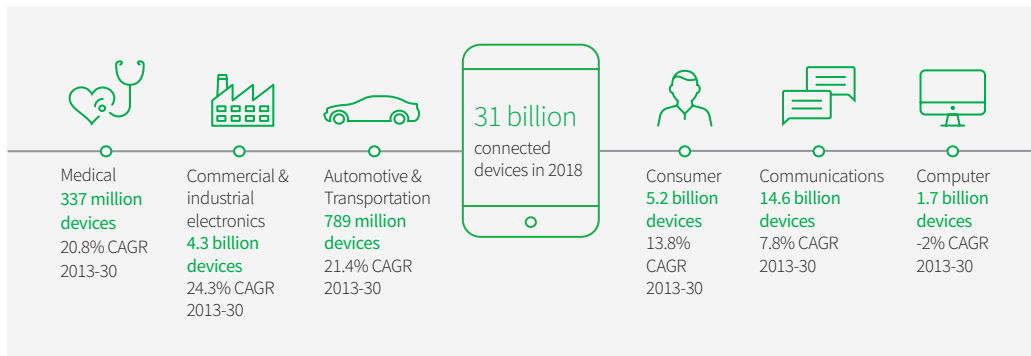 Medical
337 million
devices
20.8% CAGR
2013-30
Commercial &
industrial
electronics
4.3 billion
devices
24.3% CAGR
2013-30
Automotive &
Transportation
789 million
devices
21.4% CAGR
2013-30
31 billion
connected
devices in 2018
Consumer
5.2 billion
devices
13.8%
CAGR
2013-30
Communications
14.6 billion
devices
7.8% CAGR
2013-30
Computer
1.7 billion
devices
-2% CAGR
2013-30